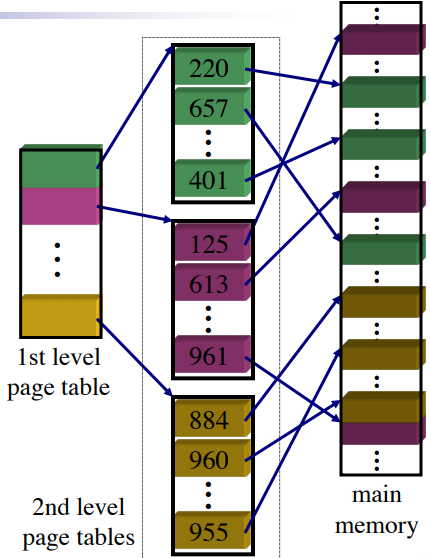 220
657
401
125
613
961
884
960
955
1st level
page table
2nd level
page tables
main
memory